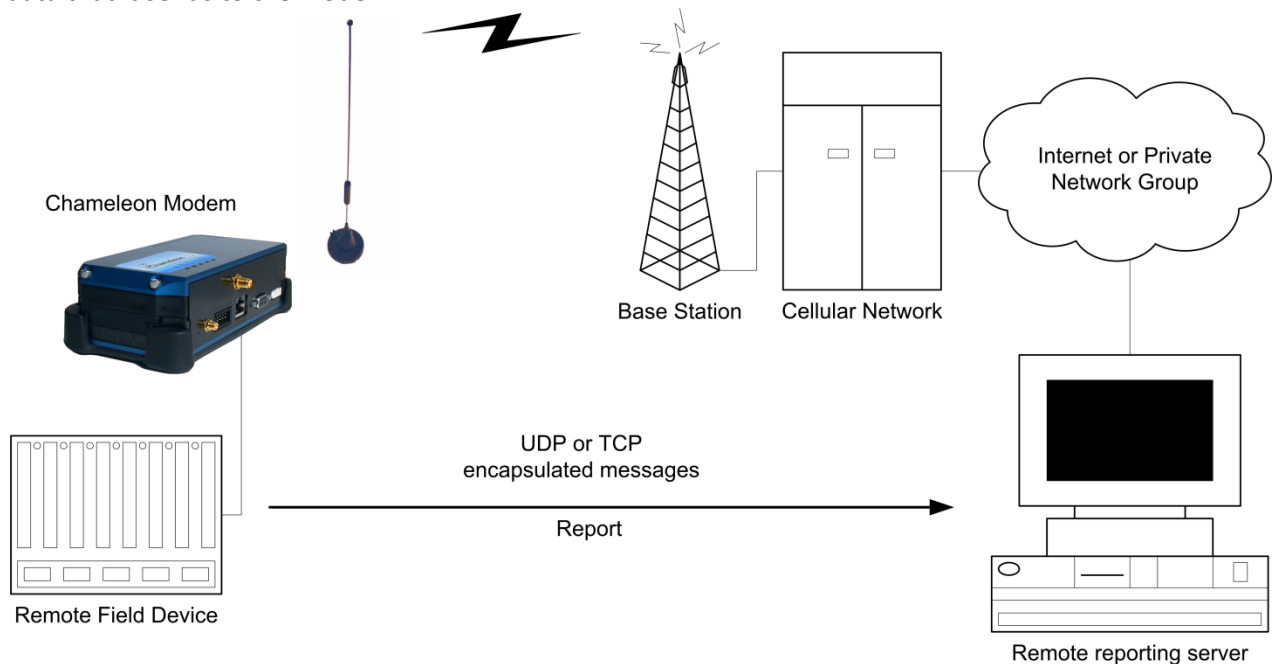 Internet or Private
Network Group
Chameleon Modem
Base Station
Cellular Network
UDP or TCP
encapsulated messages
Report
Remote Field Device
Remote reporting server